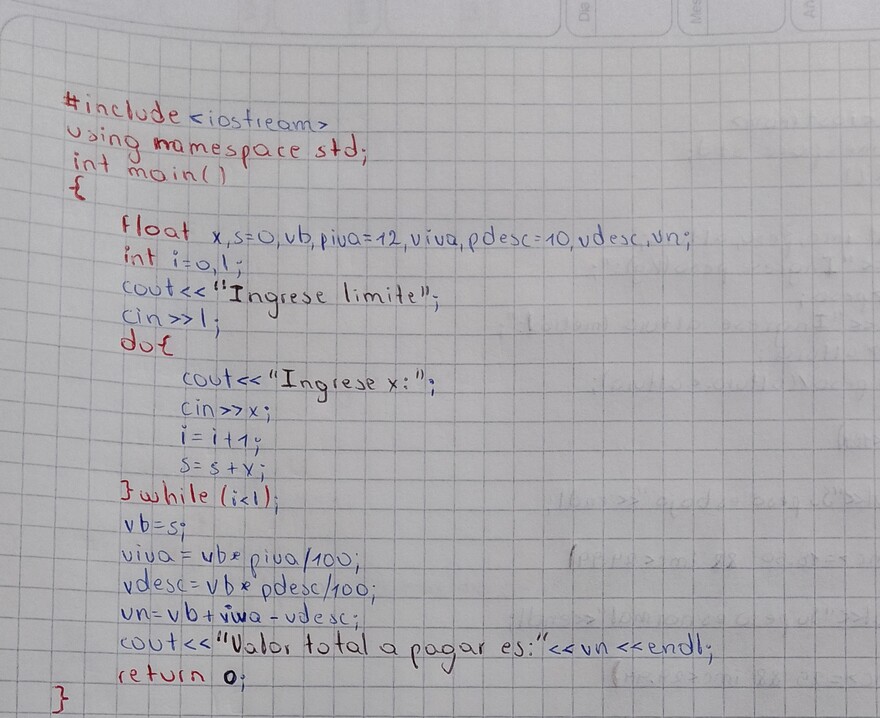 #include <iostream>
using namespace std;
int main()
{
float x, s=0, vb, piva=12, viva, pdesc=10, vdesc, vn;
int i=0, l;
cout<<"Ingrese limite";
cin>>l;
do{
cout<<"Ingrese x:";
cin>>x;
i=i+1;
s=s+x;
}while(i<l);
vb=s;
viva=vb*piva/100;
vdesc=vb*pdesc/100;
vn=vb+viva-vdesc;
cout<<"Valor total a pagar es:"<<vn<<endl;
return 0;
}